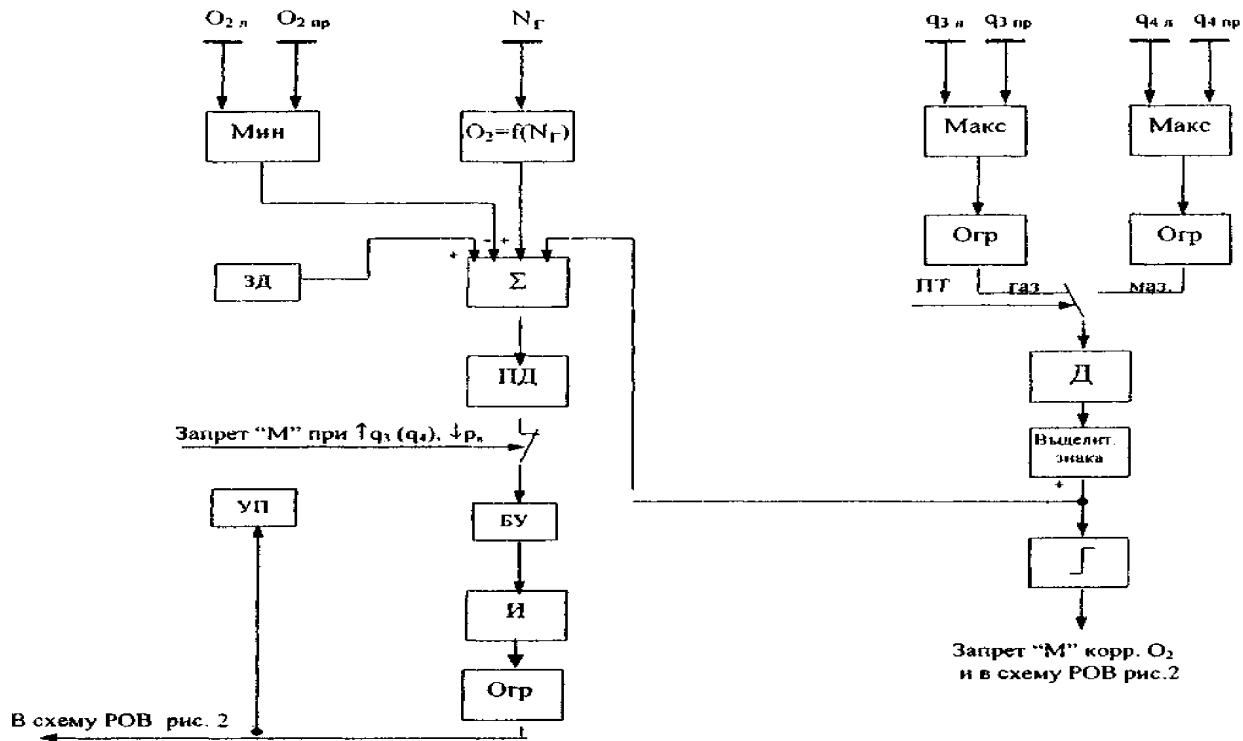 O₂ л O₂ пр
Nг
q₃ л q₃ пр
q₄ л q₄ пр
Мин
O₂=f(Nг)
Макс
Макс
Огр
Огр
- +
+
ЗД
Σ
ПТ
газ
маз.
ПД
Д
Запрет “М” при ↑q₃ (q₄), ↓pв
Выделит.
знака
+
УП
БУ
И
Запрет “М” корр. O₂
и в схему РОВ рис.2
Огр
В схему РОВ рис. 2